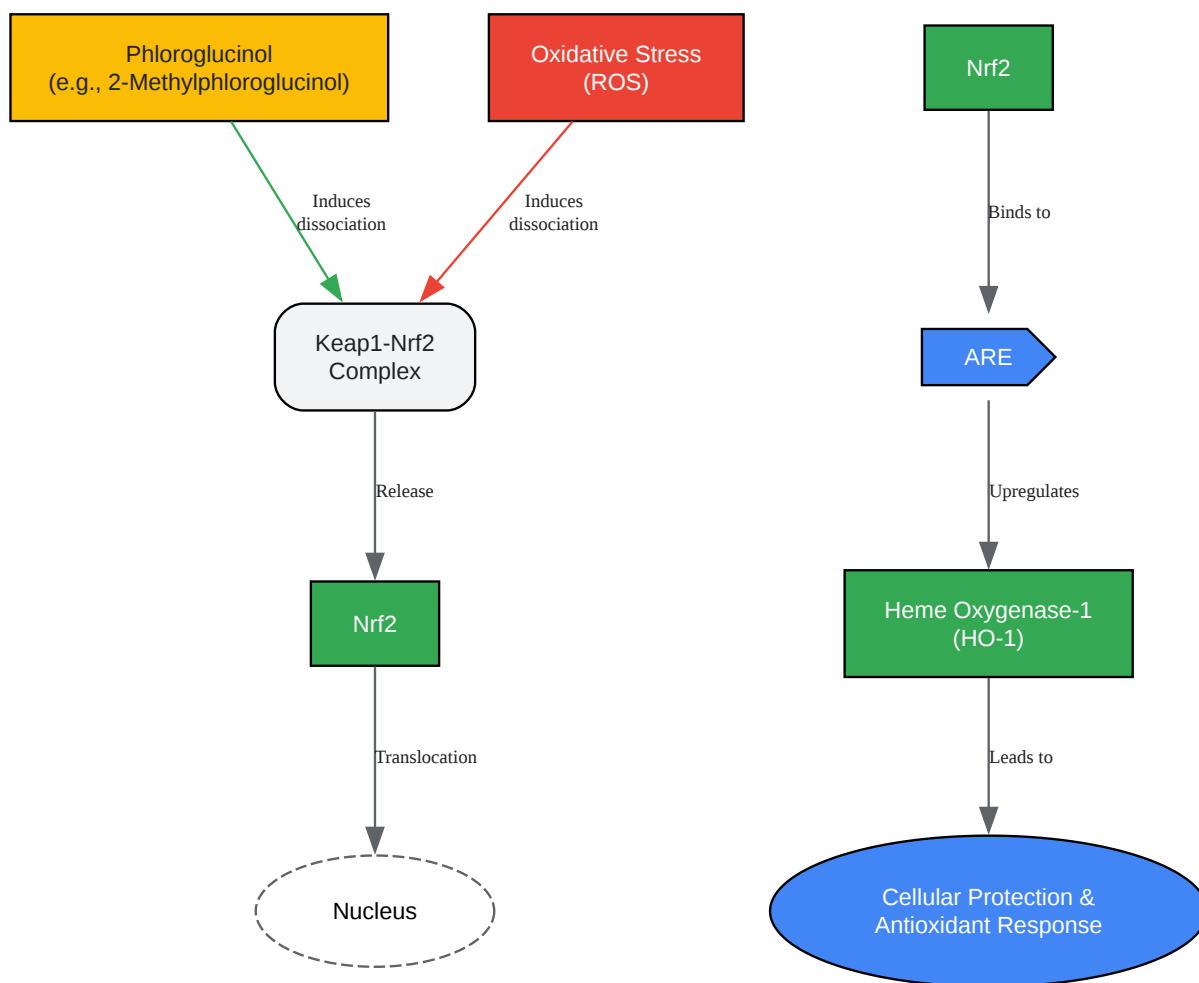 Phloroglucinol
(e.g., 2-Methylphloroglucinol)
Oxidative Stress
(ROS)
Induces
dissociation
Induces
dissociation
Keap1-Nrf2
Complex
Release
Nrf2
Translocation
Nucleus
Nrf2
Binds to
ARE
Upregulates
Heme Oxygenase-1
(HO-1)
Leads to
Cellular Protection &
Antioxidant Response